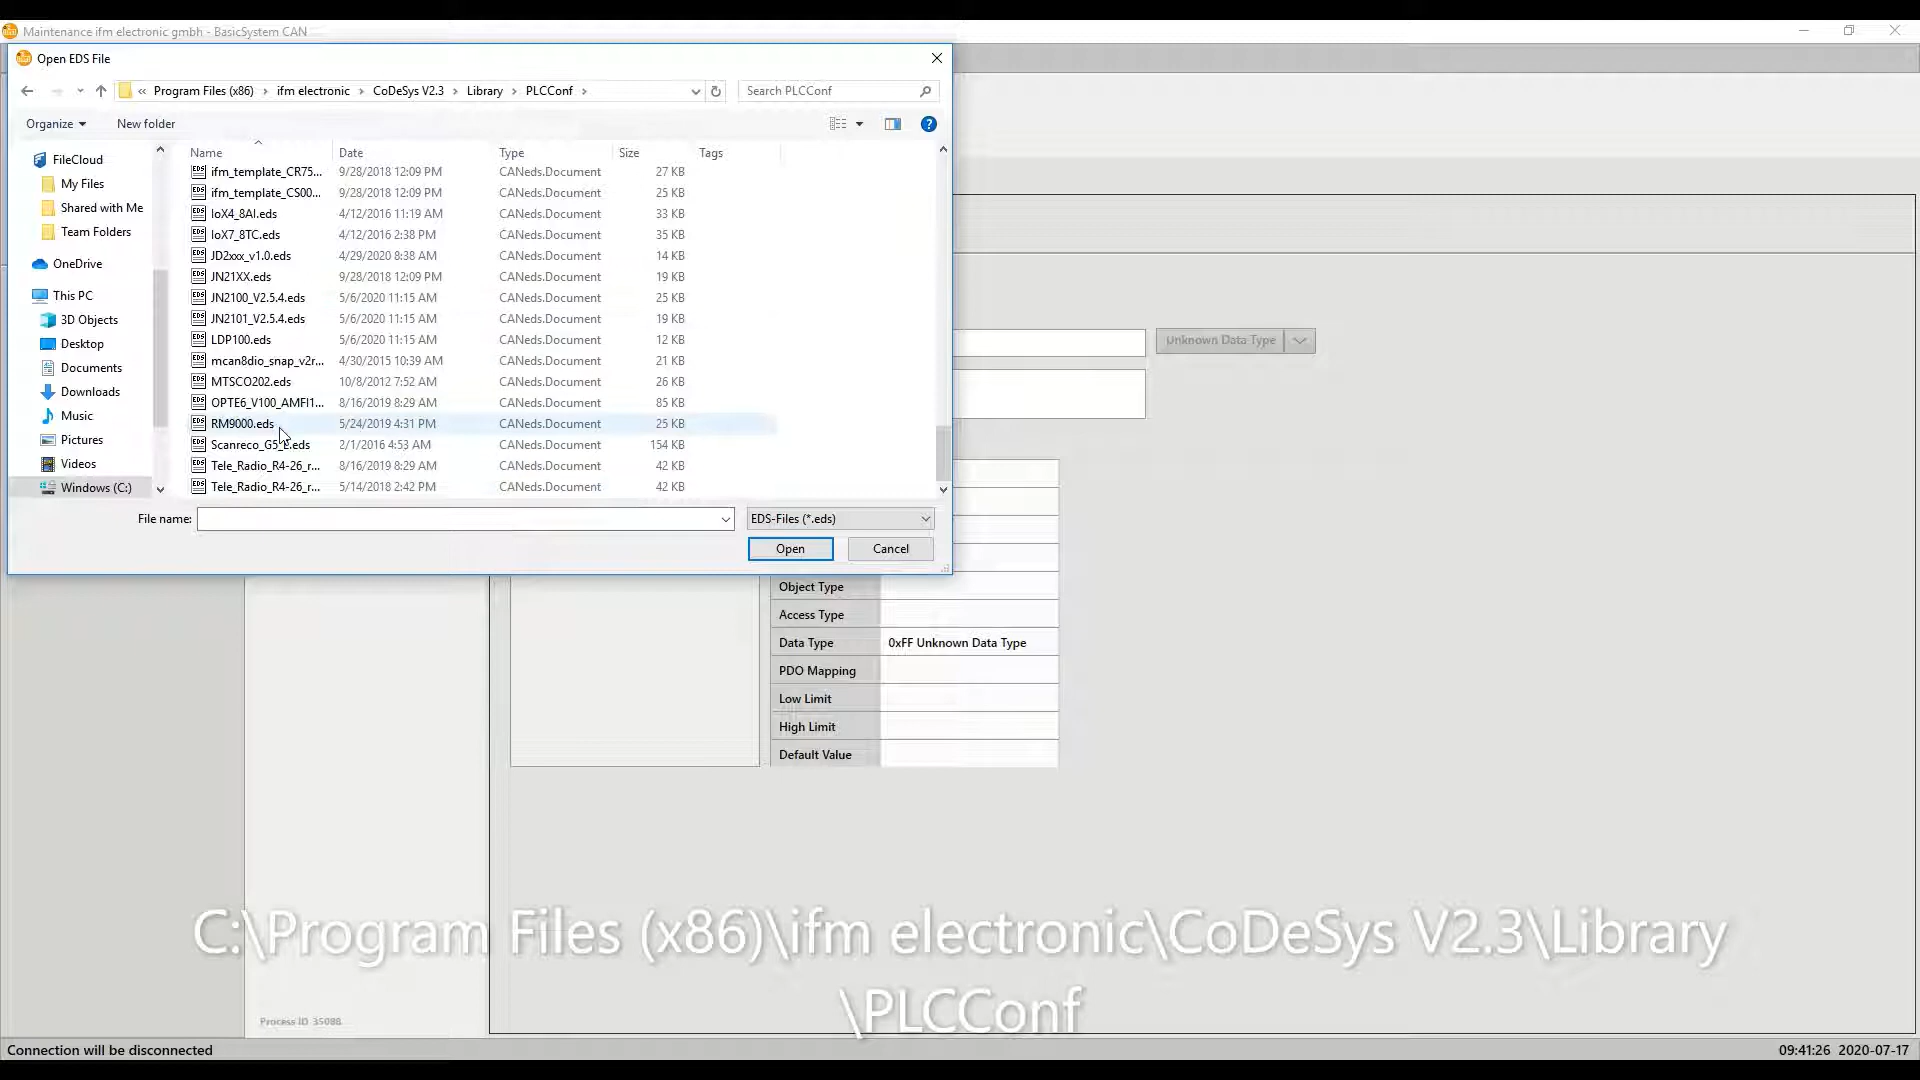 Maintenance ifm electronic gmbh - BasicSystem CAN
Open EDS File
« Program Files (x86) › ifm electronic › CoDeSys V2.3 › Library › PLCConf ›
Search PLCConf
Organize
New folder
Name Date Type Size Tags
FileCloud
My Files
Shared with Me
Team Folders
OneDrive
This PC
3D Objects
Desktop
Documents
Downloads
Music
Pictures
Videos
Windows (C:)
ifm_template_CR75... 9/28/2018 12:09 PM CANeds.Document 27 KB
ifm_template_CS00... 9/28/2018 12:09 PM CANeds.Document 25 KB
IoX4_8AI.eds 4/12/2016 11:19 AM CANeds.Document 33 KB
IoX7_8TC.eds 4/12/2016 2:38 PM CANeds.Document 35 KB
JD2xxx_v1.0.eds 4/29/2020 8:38 AM CANeds.Document 14 KB
JN21XX.eds 9/28/2018 12:09 PM CANeds.Document 19 KB
JN2100_V2.5.4.eds 5/6/2020 11:15 AM CANeds.Document 25 KB
JN2101_V2.5.4.eds 5/6/2020 11:15 AM CANeds.Document 19 KB
LDP100.eds 5/6/2020 11:15 AM CANeds.Document 12 KB
mcan8dio_snap_v2r... 4/30/2015 10:39 AM CANeds.Document 21 KB
MTSCO202.eds 10/8/2012 7:52 AM CANeds.Document 26 KB
OPTE6_V100_AMFI1... 8/16/2019 8:29 AM CANeds.Document 85 KB
RM9000.eds 5/24/2019 4:31 PM CANeds.Document 25 KB
2/1/2016 4:53 AM CANeds.Document 154 KB
Tele_Radio_R4-26_r... 8/16/2019 8:29 AM CANeds.Document 42 KB
Tele_Radio_R4-26_r... 5/14/2018 2:42 PM CANeds.Document 42 KB
File name:
EDS-Files (*.eds)
Open
Cancel
Unknown Data Type
Object Type
Access Type
Data Type 0xFF Unknown Data Type
PDO Mapping
Low Limit
High Limit
Default Value
C:\Program Files (x86)\ifm electronic\CoDeSys V2.3\Library
\PLCConf
Process ID 35088
Connection will be disconnected
09:41:26 2020-07-17